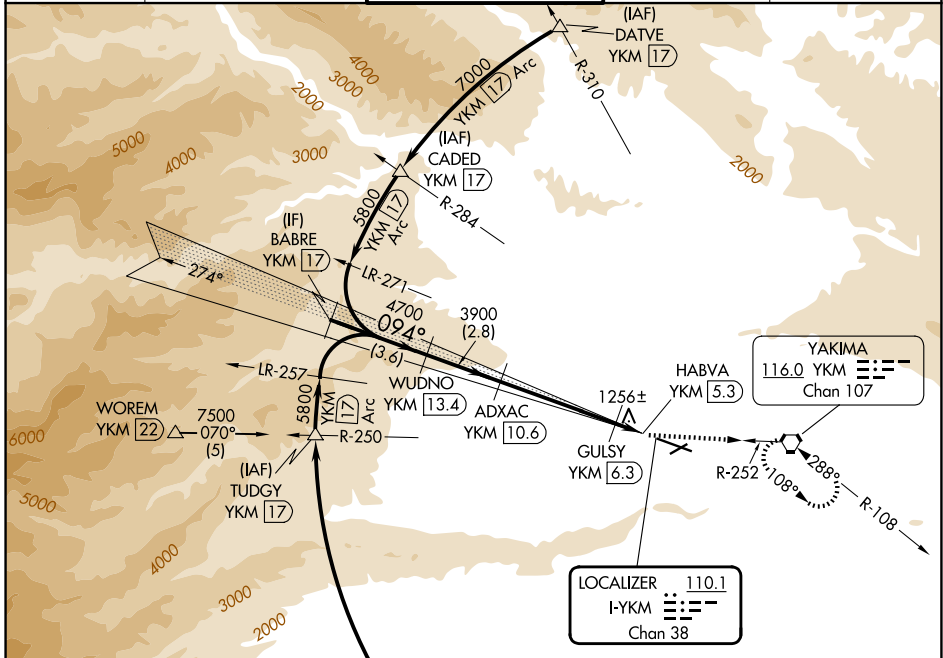 (IAF)
DATVE
YKM 17
R-310
7000
YKM 17 Arc
4000
3000
2000
5000
4000
3000
2000
(IAF)
CADED
YKM 17
R-284
5800
YKM 17
Arc
(IF)
BABRE
YKM 17
274°
LR-271
4700
094°
(3.6)
3900
(2.8)
WUDNO
YKM 13.4
ADXAC
YKM 10.6
LR-257
5800
YKM
17
Arc
WOREM
YKM 22
7500
070°
(5)
R-250
(IAF)
TUDGY
YKM 17
1256±
GULSY
YKM 6.3
HABVA
YKM 5.3
YAKIMA
116.0 YKM
Chan 107
R-252
108°
288°
R-108
6000
5000
4000
3000
2000
LOCALIZER 110.1
I-YKM
Chan 38